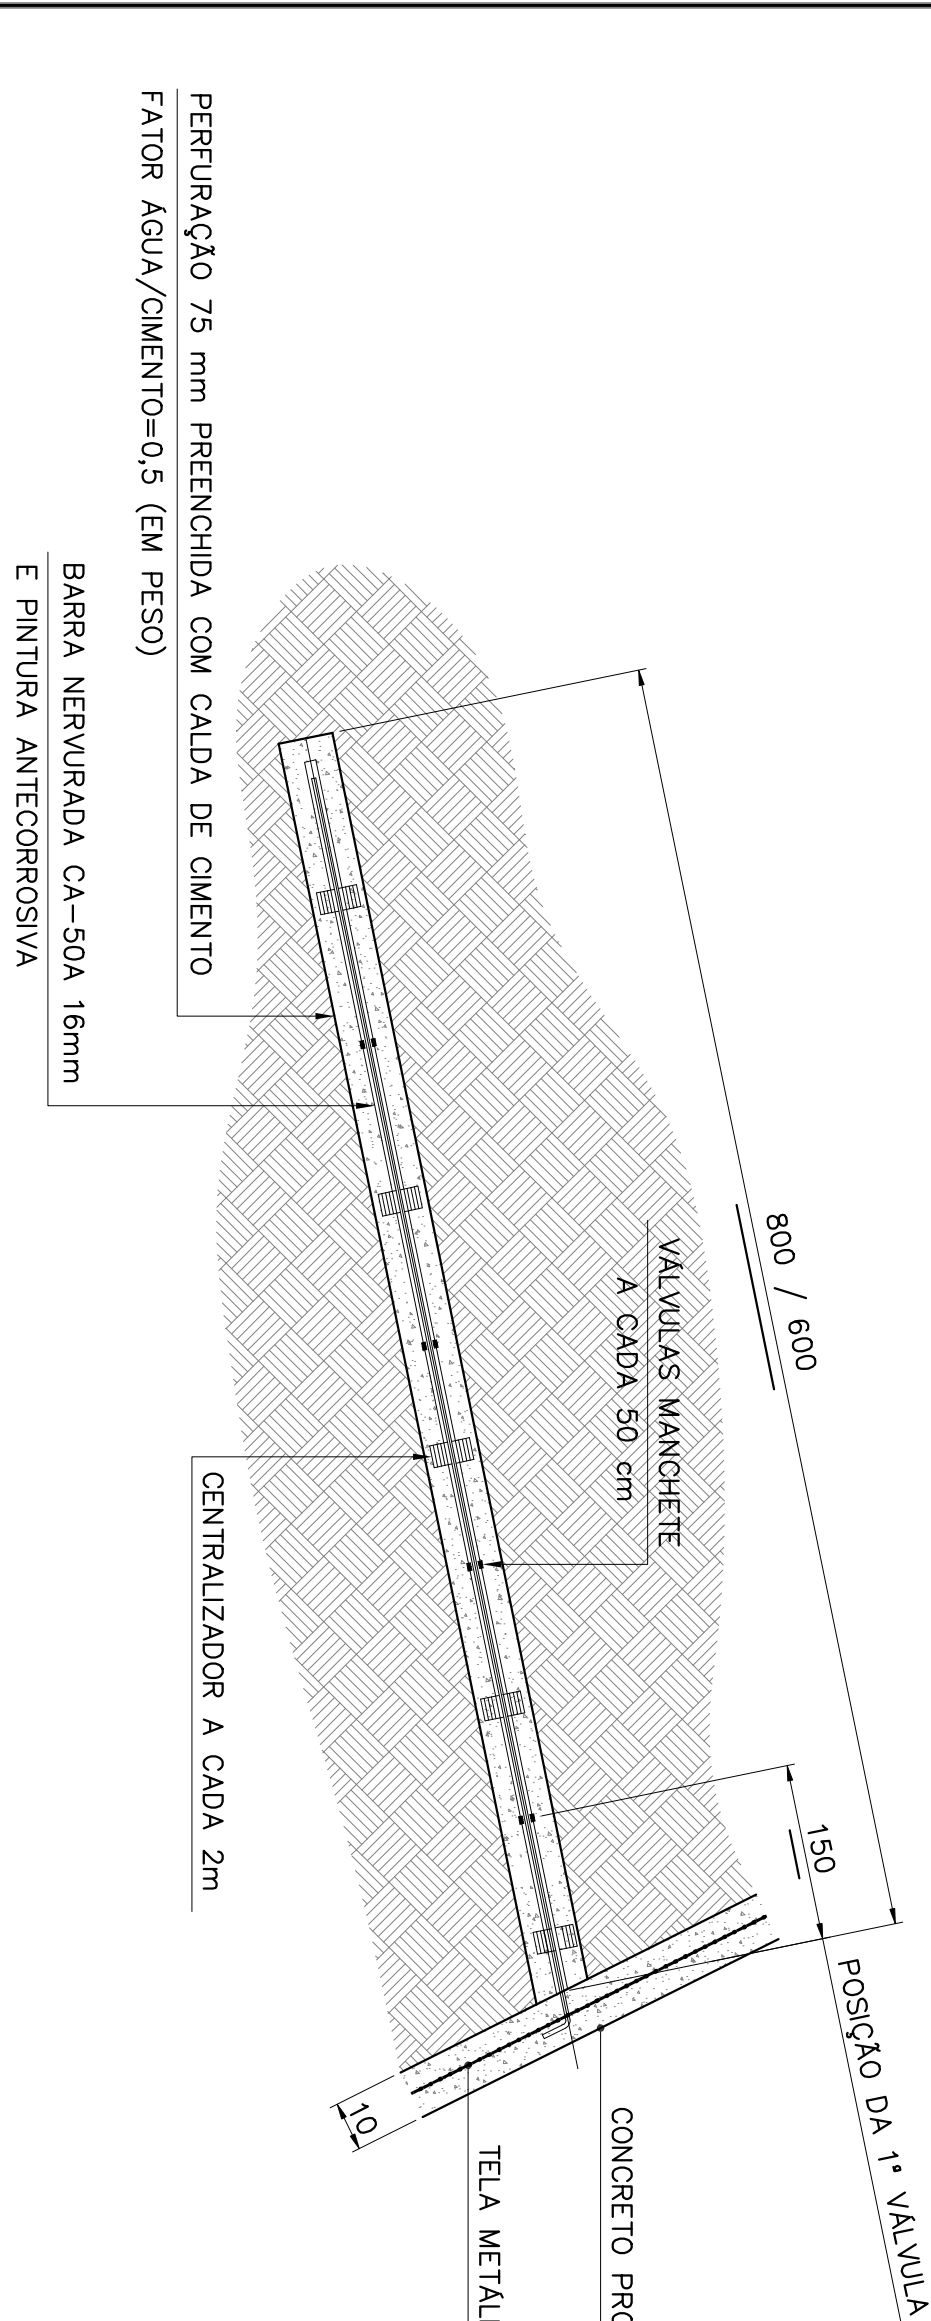 POSIÇÃO DA 1ª VÁLVULA
150
800 / 600
VÁLVULAS MANCHETE
A CADA 50 cm
CONCRETO
TELA
10
CENTRALIZADOR A CADA 2m
PERFURAÇÃO 75 mm PREENCHIDA COM CALDA DE CIMENTO
FATOR ÁGUA/CIMENTO=0,5 (EM PESO)
BARRA NERVURADA CA-50A 16mm
E PINTURA ANTECORROSIVA